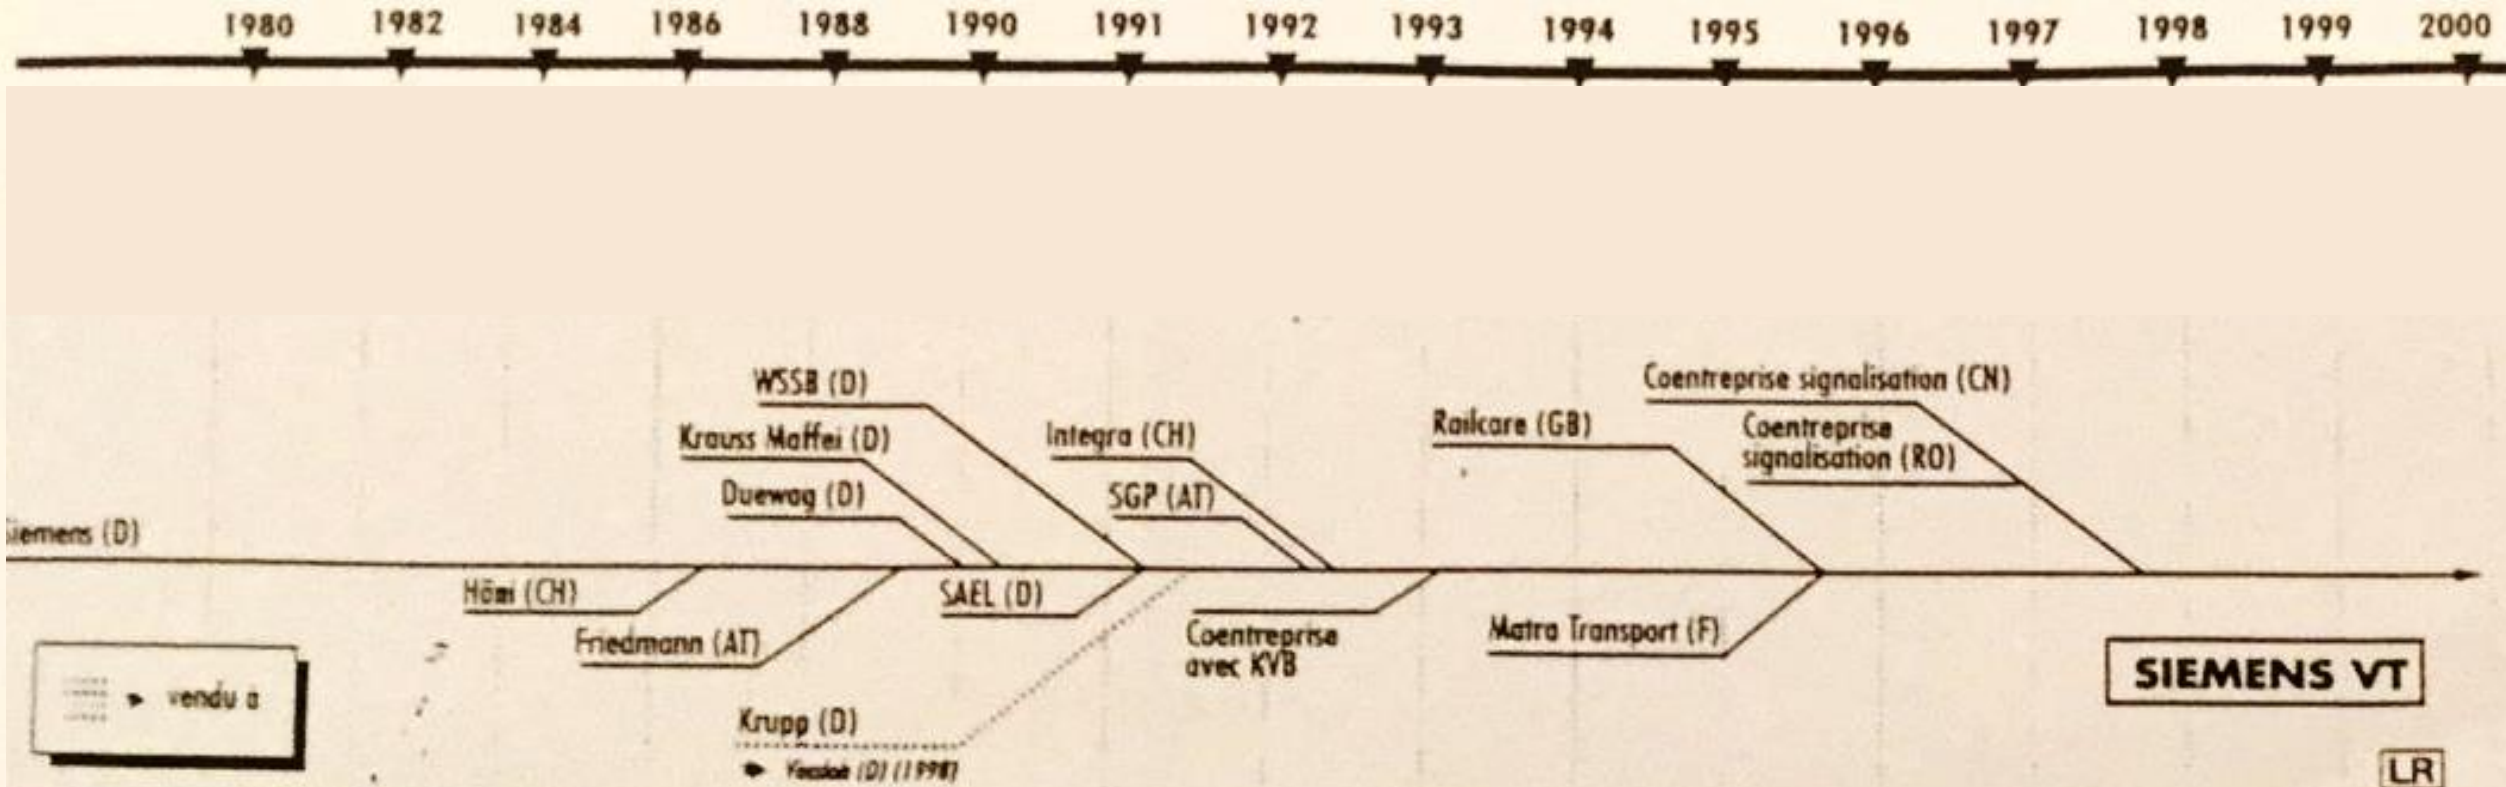 1980 1982 1984 1986 1988 1990 1991 1992 1993 1994 1995 1996 1997 1998 1999 2000
WSSB (D)
Coentreprise signalisation (CN)
Krauss Maffei (D)
Integra (CH)
Railcare (GB)
Coentreprise
signalisation (RO)
Duewag (D)
SGP (AT)
iemens (D)
(CH)
SAEL (D)
Friedmann (AT)
Coentreprise
avec KVB
Matra Transport (F)
SIEMENS VT
vendu à
Krupp (D)
(D) (1998)
LR